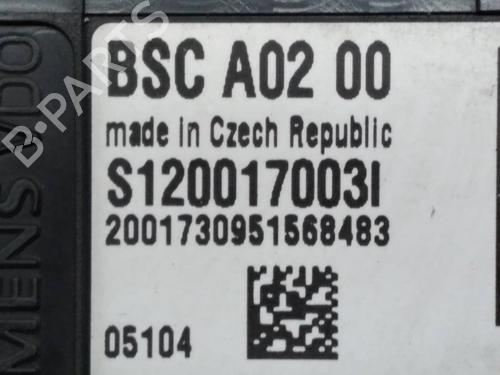 BSC A02 00
made in Czech Republic
S120017003I
2001730951568483
05104
MENS VDO
B-PARTS